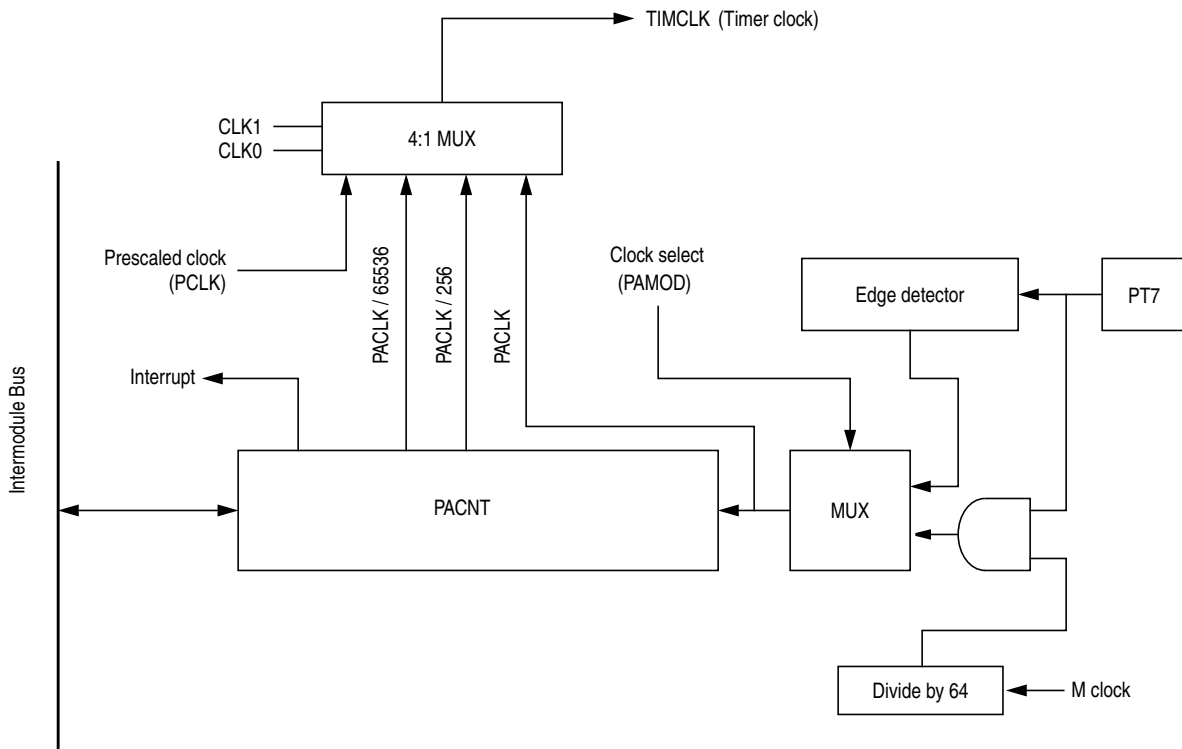 TIMCLK (Timer clock)
CLK1
CLK0
4:1 MUX
Prescaled clock
(PCLK)
PACLK / 65536
PACLK / 256
PACLK
Clock select
(PAMOD)
Edge detector
PT7
Interrupt
Intermodule Bus
PACNT
MUX
Divide by 64
M clock